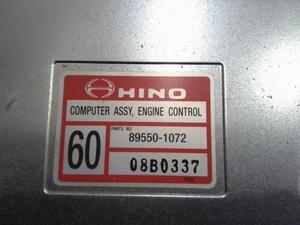 HINO
COMPUTER ASSY, ENGINE CONTROL
60
PARTS NO.
89550-1072
08B0337